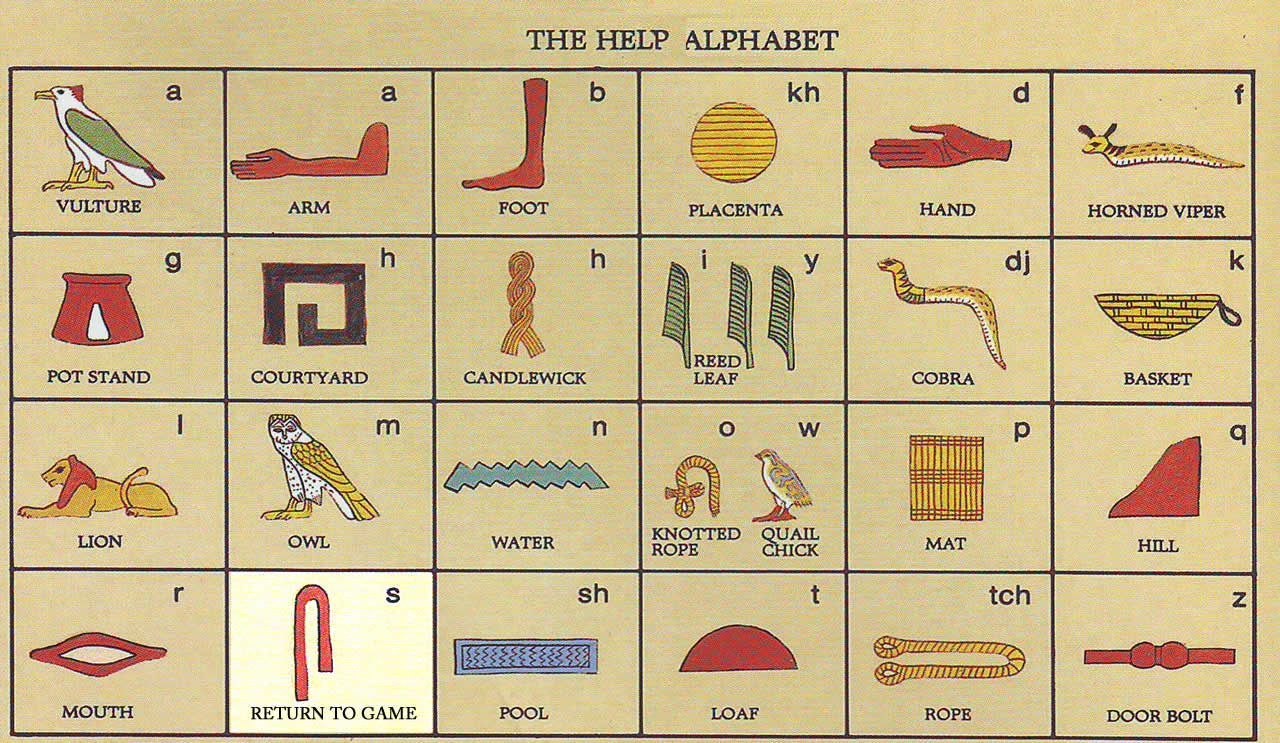 THE HELP ALPHABET
a
VULTURE
a
ARM
b
FOOT
kh
PLACENTA
d
HAND
f
HORNED VIPER
g
POT STAND
h
COURTYARD
h
CANDLEWICK
i y
REED
LEAF
dj
COBRA
k
BASKET
l
LION
m
OWL
n
WATER
o
KNOTTED
ROPE
w
QUAIL
CHICK
p
MAT
q
HILL
r
MOUTH
s
RETURN TO GAME
sh
POOL
t
LOAF
tch
ROPE
z
DOOR BOLT